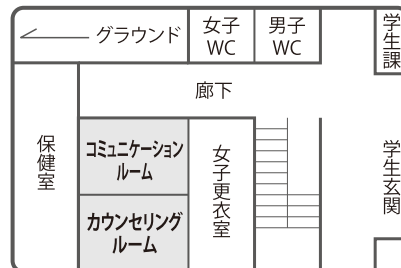 グラウンド
女子
WC
男子
WC
学生課
廊下
保健室
コミュニケーション
ルーム
女子更衣室
学生玄関
カウンセリング
ルーム